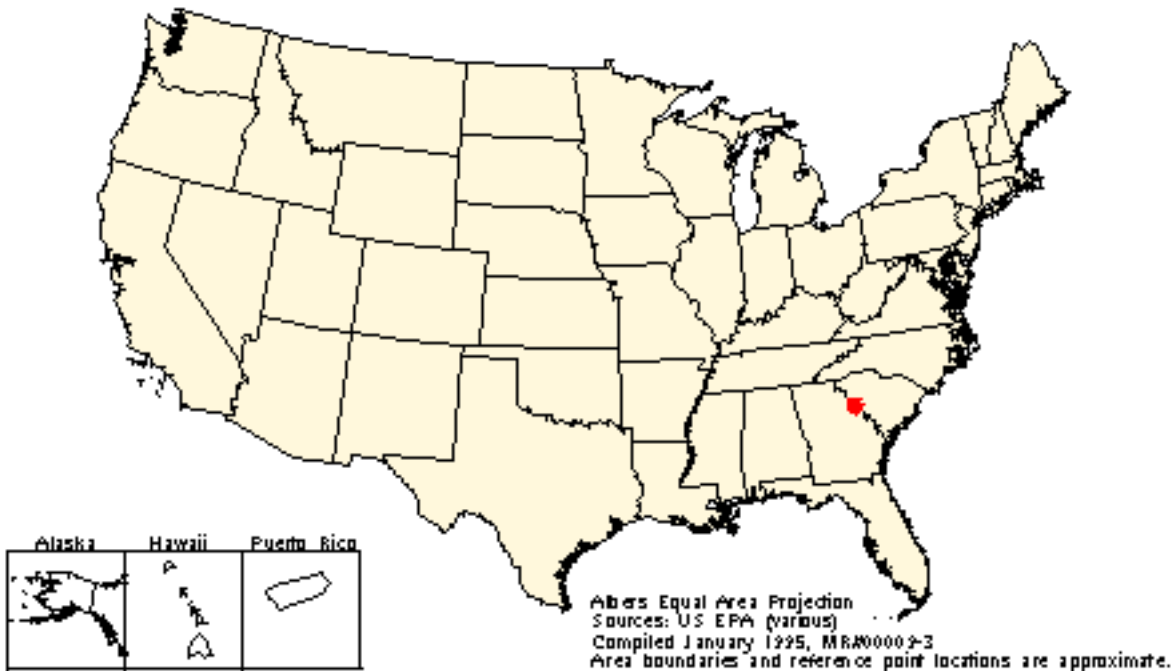 Alaska
Hawaii
Puerto Rico
Albers Equal Area Projection
Sources: US EPA (various)
Compiled January 1995, MR#00009-3
Area boundaries and reference point locations are approximate.